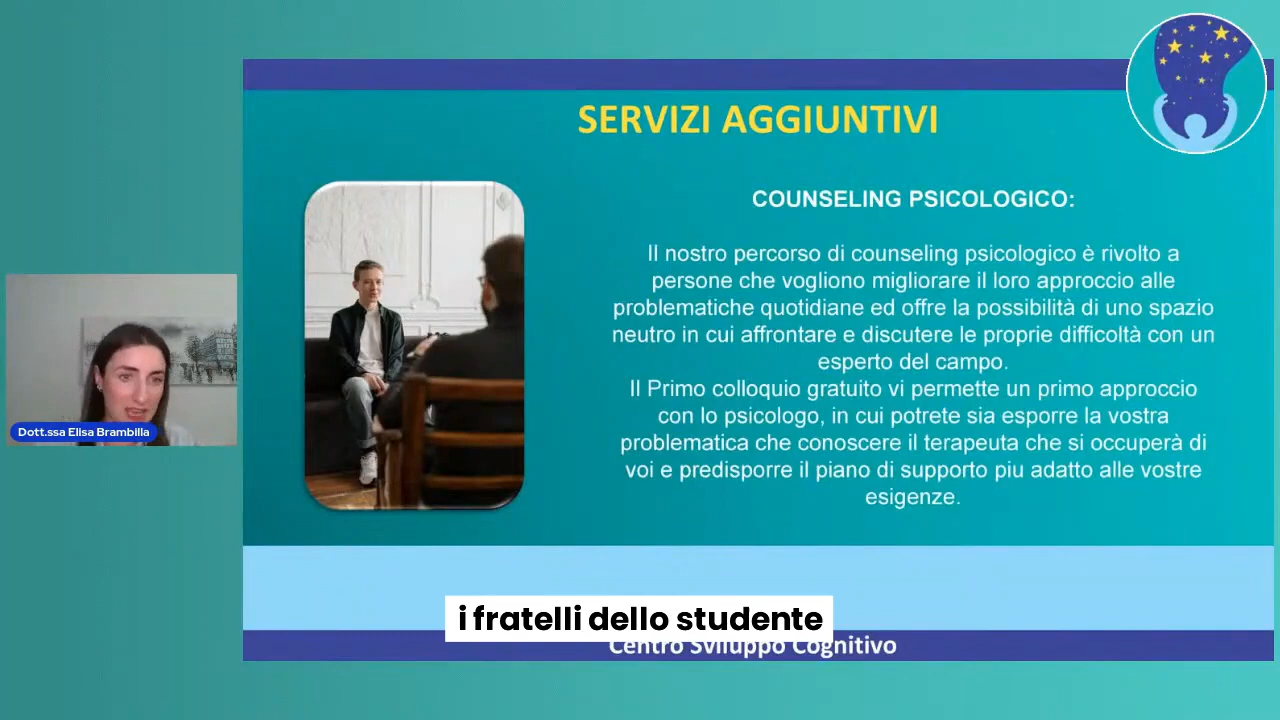 SERVIZI AGGIUNTIVI
COUNSELING PSICOLOGICO:
Il nostro percorso di counseling psicologico è rivolto a
persone che vogliono migliorare il loro approccio alle
problematiche quotidiane ed offre la possibilità di uno spazio
neutro in cui affrontare e discutere le proprie difficoltà con un
esperto del campo.
Il Primo colloquio gratuito vi permette un primo approccio
con lo psicologo, in cui potrete sia esporre la vostra
problematica che conoscere il terapeuta che si occuperà di
voi e predisporre il piano di supporto piu adatto alle vostre
esigenze.
Dott.ssa Elisa Brambilla
i fratelli dello studente
Centro Sviluppo Cognitivo